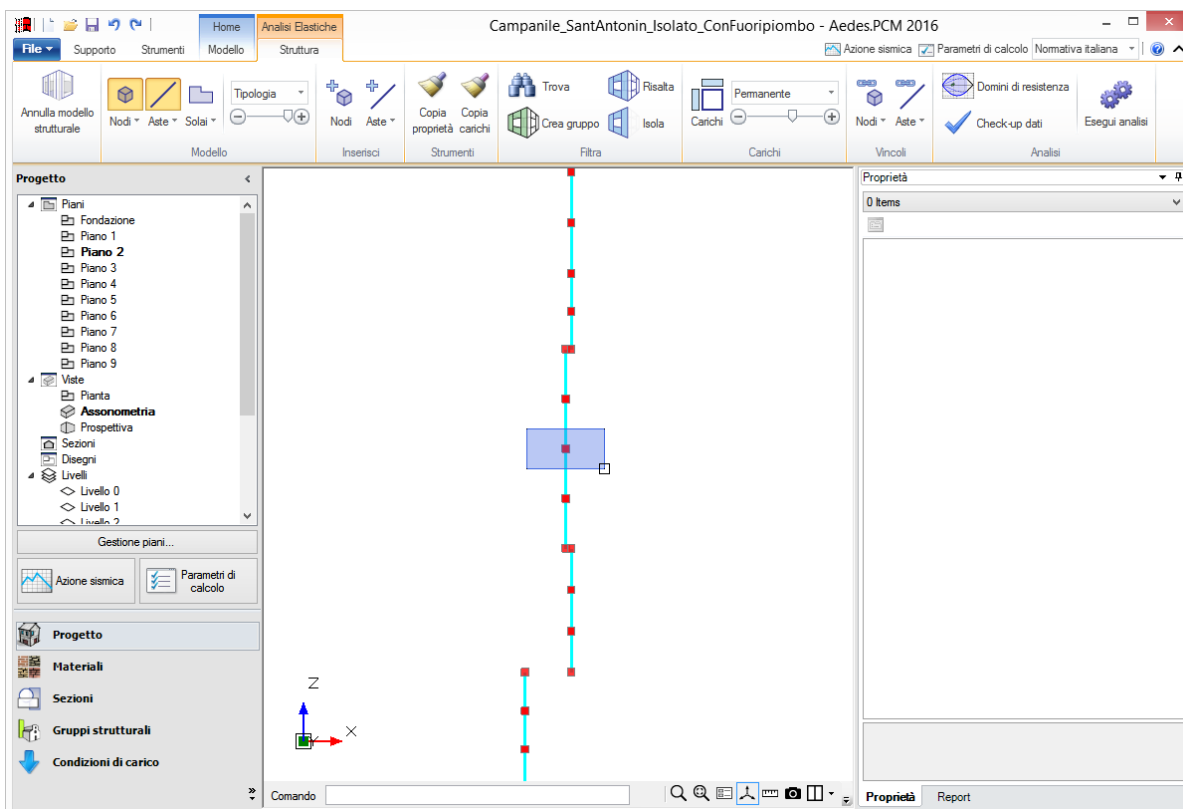 Campanile_SantAntonin_Isolato_ConFuoripiombo - Aedes.PCM 2016
Home
Analisi Elastiche
File
Supporto
Strumenti
Modello
Struttura
Azione sismica
Parametri di calcolo
Normativa italiana
Annulla modello
strutturale
Nodi
Aste
Solai
Tipologia
Modello
Nodi
Aste
Inserisci
Copia
proprietà
Copia
carichi
Strumenti
Trova
Crea gruppo
Risalta
Isola
Filtra
Carichi
Permanente
Carichi
Nodi
Aste
Vincoli
Domini di resistenza
Check-up dati
Esegui analisi
Analisi
Progetto
Piani
Fondazione
Piano 1
Piano 2
Piano 3
Piano 4
Piano 5
Piano 6
Piano 7
Piano 8
Piano 9
Viste
Pianta
Assonometria
Prospettiva
Sezioni
Disegni
Livelli
Livello 0
Livello 1
Livello 2
Gestione piani...
Azione sismica
Parametri di
calcolo
Progetto
Materiali
Sezioni
Gruppi strutturali
Condizioni di carico
Z
Y
X
Comando
Proprietà
0 Items
Proprietà
Report